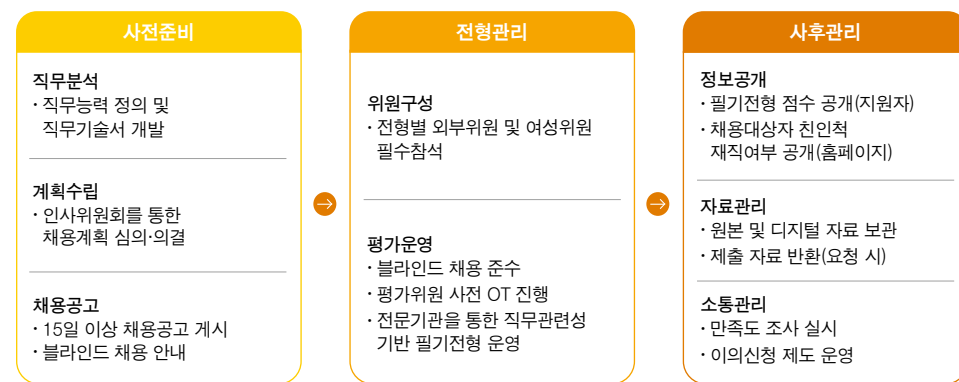 사전준비
직무분석
· 직무능력 정의 및
직무기술서 개발
계획수립
· 인사위원회를 통한
채용계획 심의·의결
채용공고
· 15일 이상 채용공고 게시
· 블라인드 채용 안내
전형관리
위원구성
· 전형별 외부위원 및 여성위원
필수참석
평가운영
· 블라인드 채용 준수
· 평가위원 사전 OT 진행
· 전문기관을 통한 직무관련성
기반 필기전형 운영
사후관리
정보공개
· 필기전형 점수 공개(지원자)
· 채용대상자 친인척
재직여부 공개(홈페이지)
자료관리
· 원본 및 디지털 자료 보관
· 제출 자료 반환(요청 시)
소통관리
· 만족도 조사 실시
· 이의신청 제도 운영